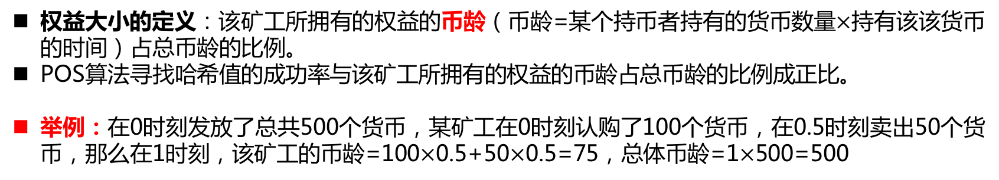 ■ 权益大小的定义：该矿工所拥有的权益的币龄（币龄=某个持币者持有的货币数量×持有该该货币
的时间）占总币龄的比例。
■ POS算法寻找哈希值的成功率与该矿工所拥有的权益的币龄占总币龄的比例成正比。
■ 举例：在0时刻发放了总共500个货币，某矿工在0时刻认购了100个货币，在0.5时刻卖出50个货
币，那么在1时刻，该矿工的币龄=100×0.5+50×0.5=75，总体币龄=1×500=500